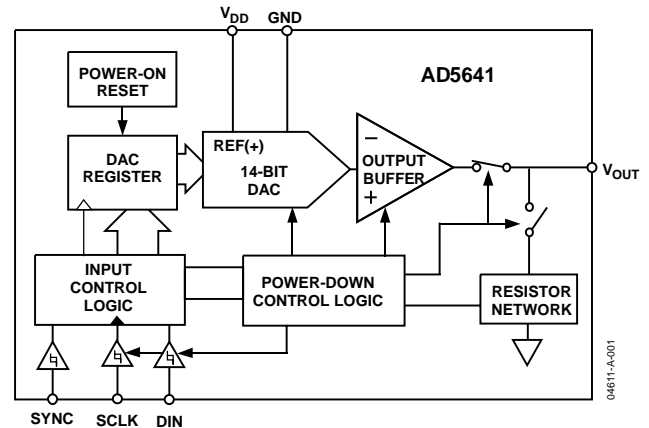 VDD
GND
POWER-ON
RESET
AD5641
REF(+)
14-BIT
DAC
DAC
REGISTER
–
OUTPUT
BUFFER
+
VOUT
INPUT
CONTROL
LOGIC
POWER-DOWN
CONTROL LOGIC
RESISTOR
NETWORK
SYNC
SCLK
DIN
04611-A-001